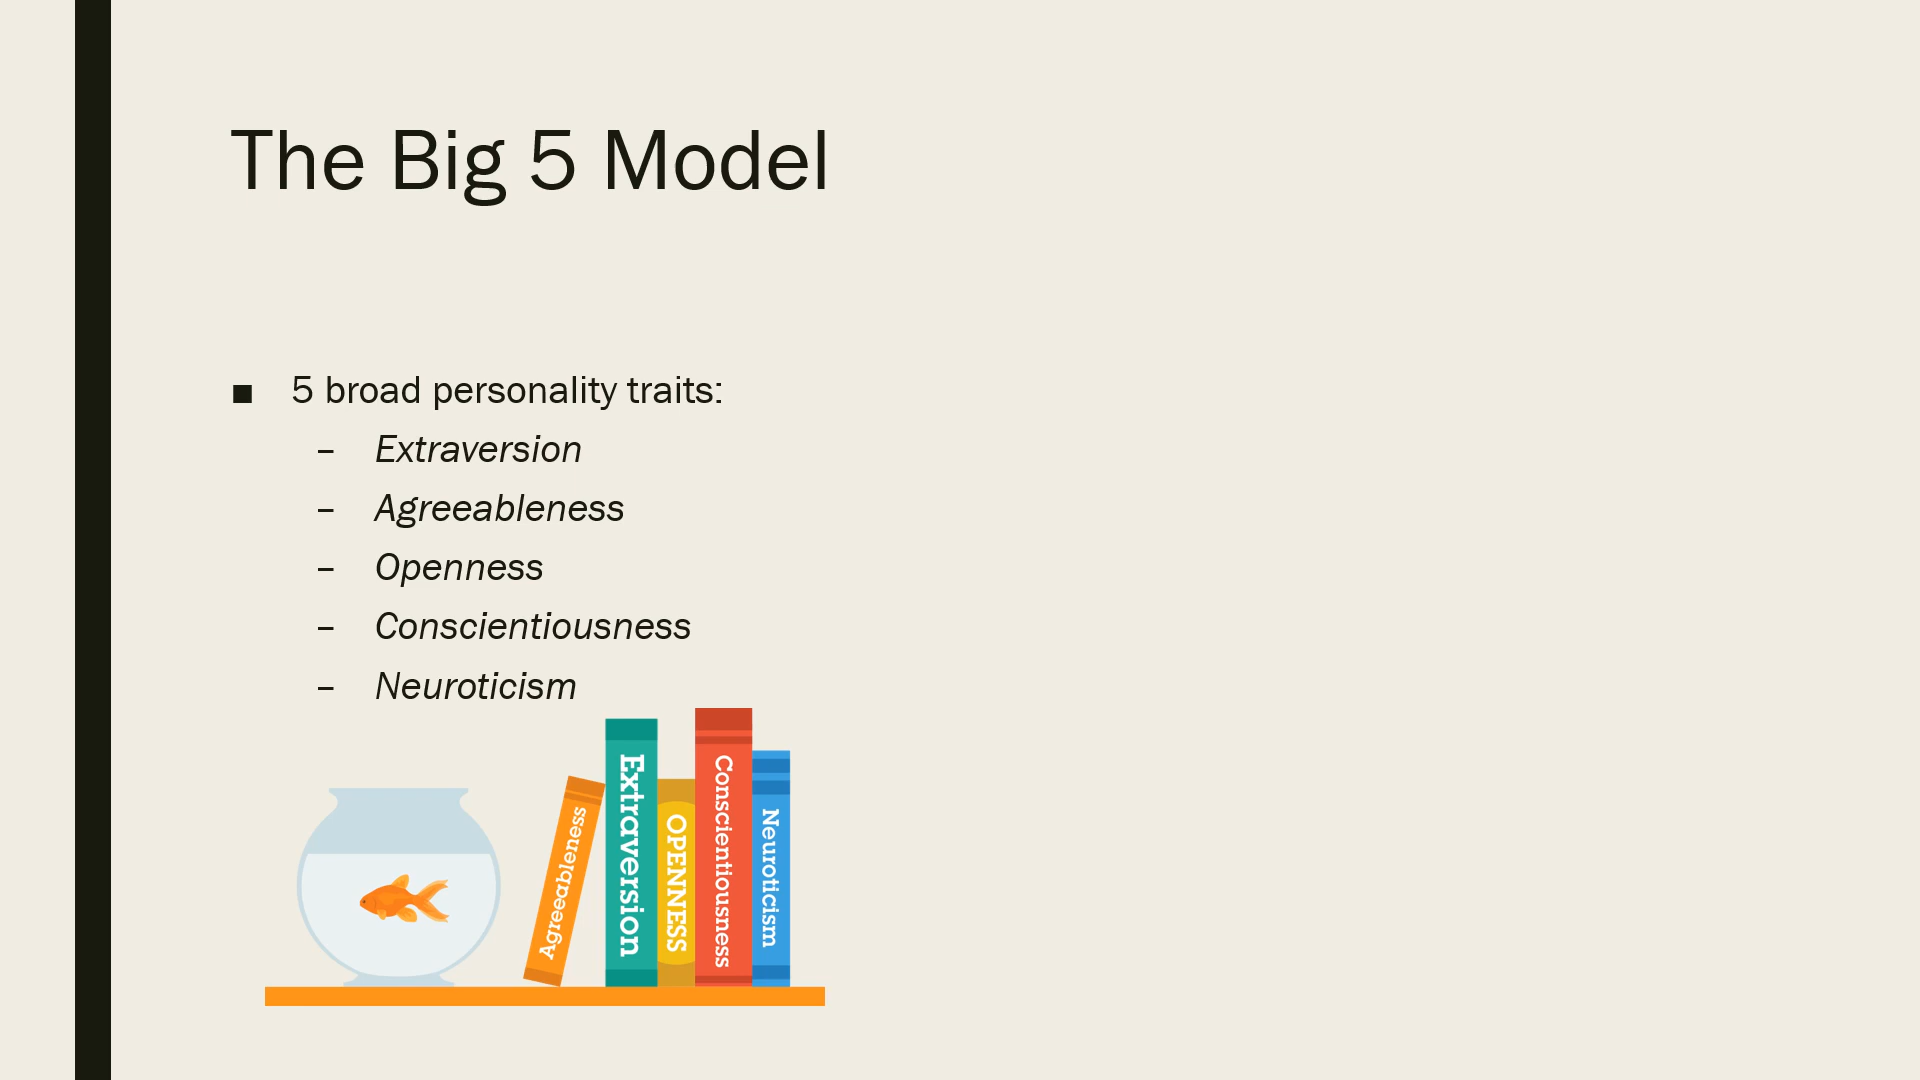 The Big 5 Model
■ 5 broad personality traits:
– Extraversion
– Agreeableness
– Openness
– Conscientiousness
– Neuroticism
Agreeableness
Extraversion
OPENNESS
Conscientiousness
Neuroticism